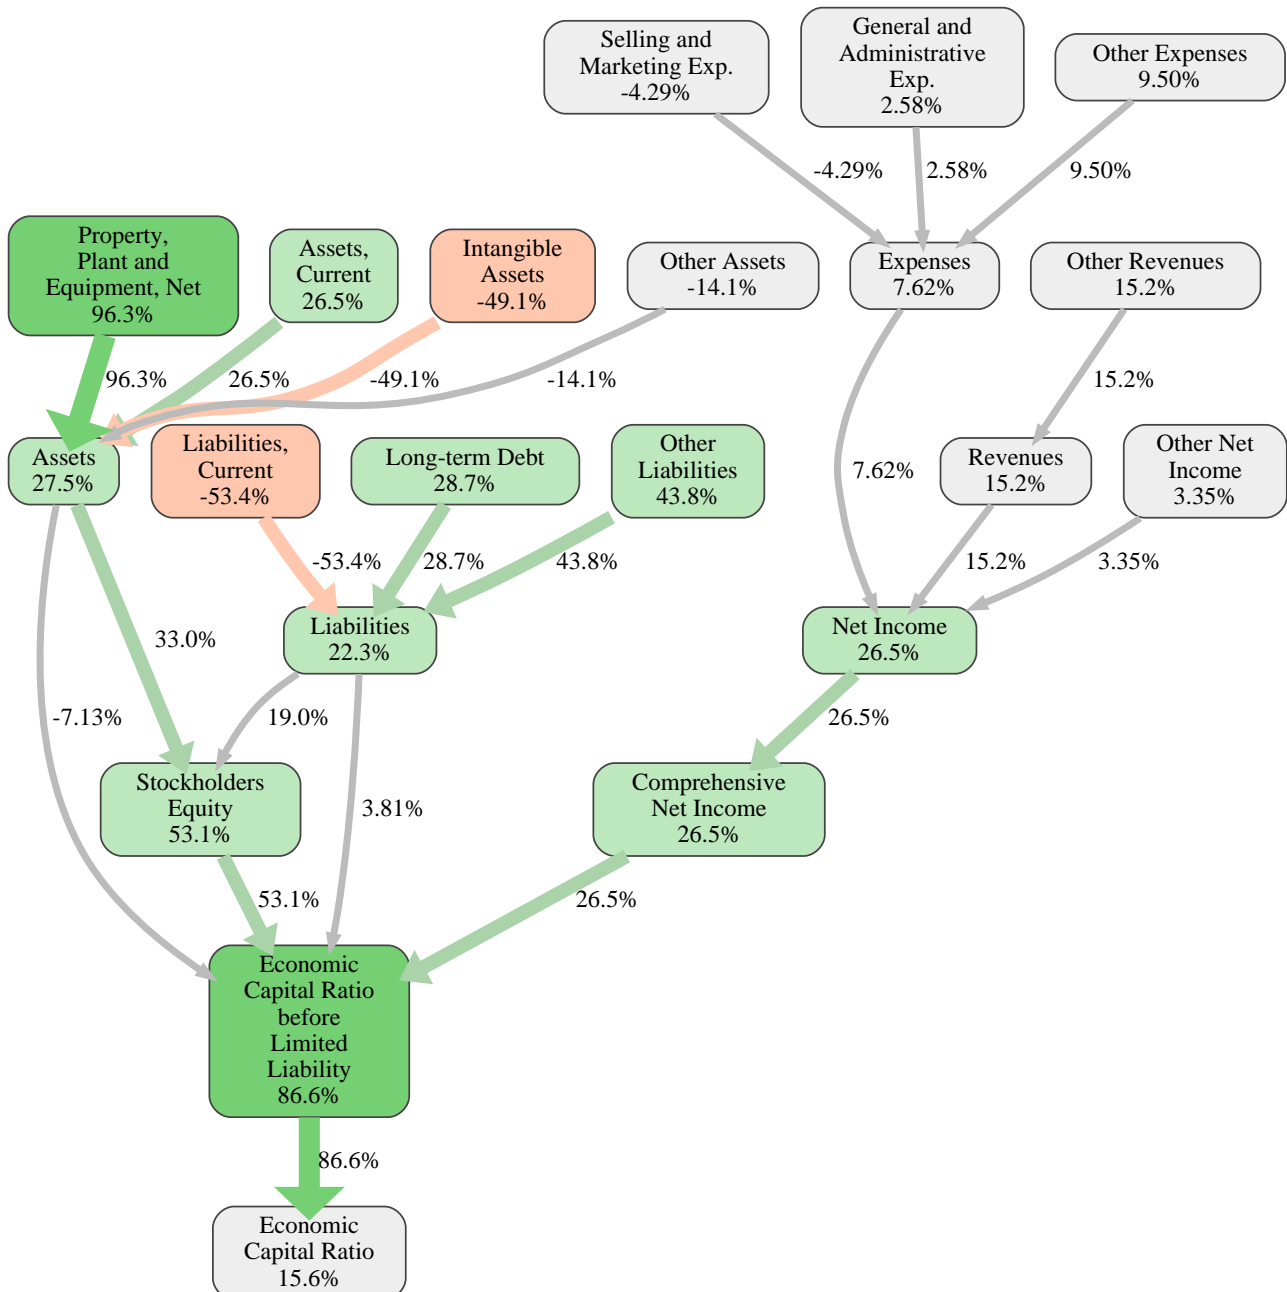 Selling and
Marketing Exp.
-4.29%
General and
Administrative
Exp.
2.58%
Other Expenses
9.50%
-4.29%
2.58%
9.50%
Property,
Plant and
Equipment, Net
96.3%
Assets,
Current
26.5%
Intangible
Assets
-49.1%
Other Assets
-14.1%
Expenses
7.62%
Other Revenues
15.2%
96.3%
26.5%
-49.1%
-14.1%
15.2%
Assets
27.5%
Liabilities,
Current
-53.4%
Long-term Debt
28.7%
Other
Liabilities
43.8%
7.62%
Revenues
15.2%
Other Net
Income
3.35%
-53.4%
28.7%
43.8%
15.2%
3.35%
33.0%
Liabilities
22.3%
Net Income
26.5%
-7.13%
19.0%
26.5%
Stockholders
Equity
53.1%
3.81%
Comprehensive
Net Income
26.5%
53.1%
26.5%
Economic
Capital Ratio
before
Limited
Liability
86.6%
86.6%
Economic
Capital Ratio
15.6%